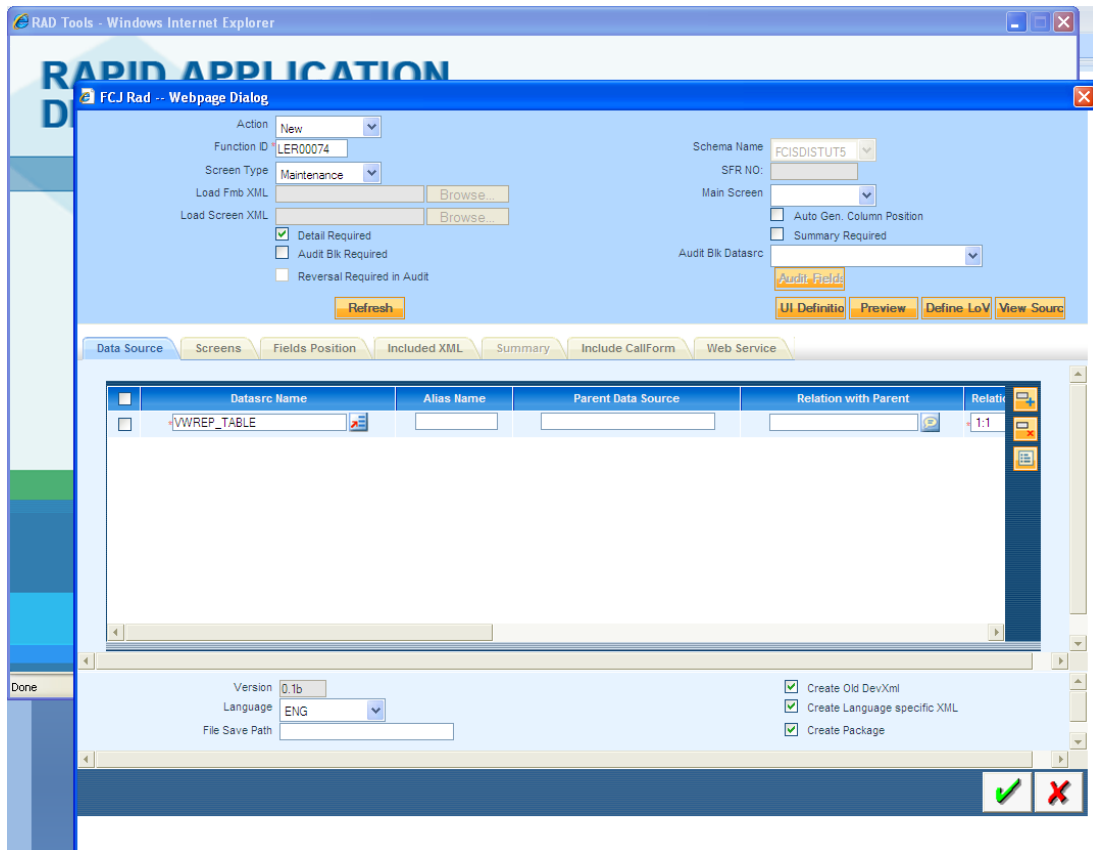 RAD Tools - Windows Internet Explorer
RAPID APPLICATION
FCJ Rad -- Webpage Dialog
Action New
Function ID *LER00074 Schema Name FCISDISTUT5
Screen Type Maintenance SFR NO:
Load Fmb XML Browse... Main Screen
Load Screen XML Browse... Auto Gen. Column Position
Detail Required Summary Required
Audit Blk Required Audit Blk Datasrc
Reversal Required in Audit Audit Fields
Refresh UI Definitio Preview Define LoV View Sourc
Data Source Screens Fields Position Included XML Summary Include CallForm Web Service
Datasrc Name Alias Name Parent Data Source Relation with Parent Relatio
*VWREP_TABLE * 1:1
Done
Version 0.1b Create Old DevXml
Language ENG Create Language specific XML
File Save Path Create Package